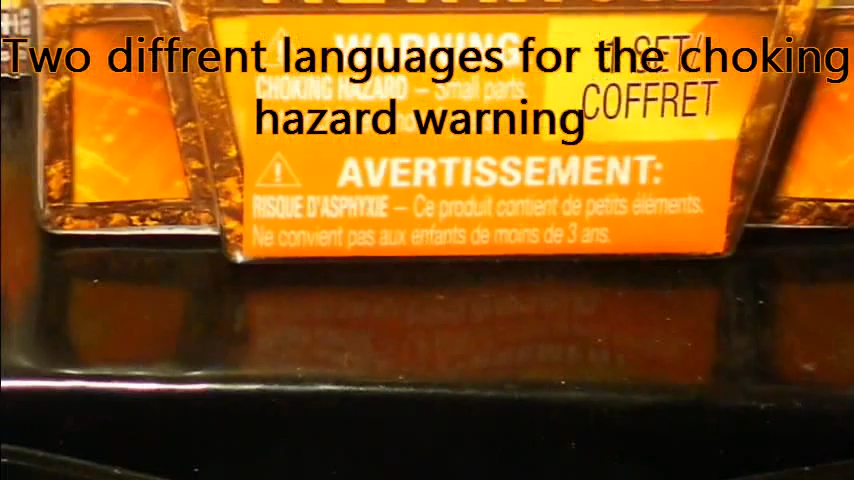 Two diffrent languages for the choking
hazard warning
WARNING
CHOKING HAZARD – Small parts.
1 SET/
COFFRET
AVERTISSEMENT:
RISQUE D'ASPHYXIE – Ce produit contient de petits éléments.
Ne convient pas aux enfants de moins de 3 ans.